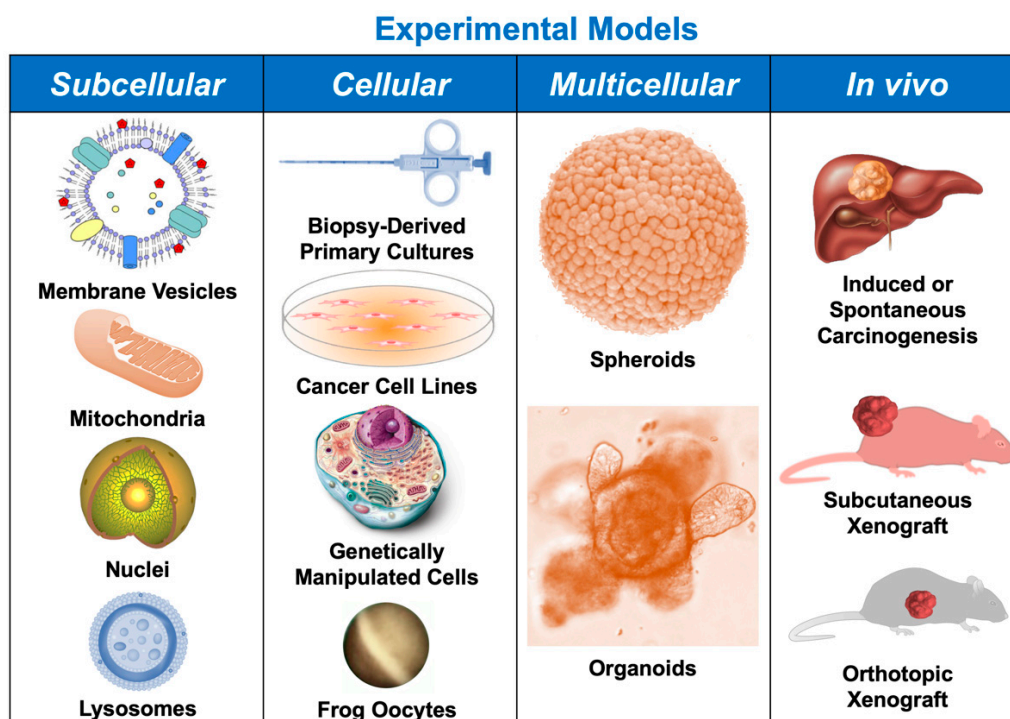 Experimental Models
Subcellular
Cellular
Multicellular
In vivo
Membrane Vesicles
Mitochondria
Nuclei
Lysosomes
Biopsy-Derived
Primary Cultures
Cancer Cell Lines
Genetically
Manipulated Cells
Frog Oocytes
Spheroids
Organoids
Induced or
Spontaneous
Carcinogenesis
Subcutaneous
Xenograft
Orthotopic
Xenograft